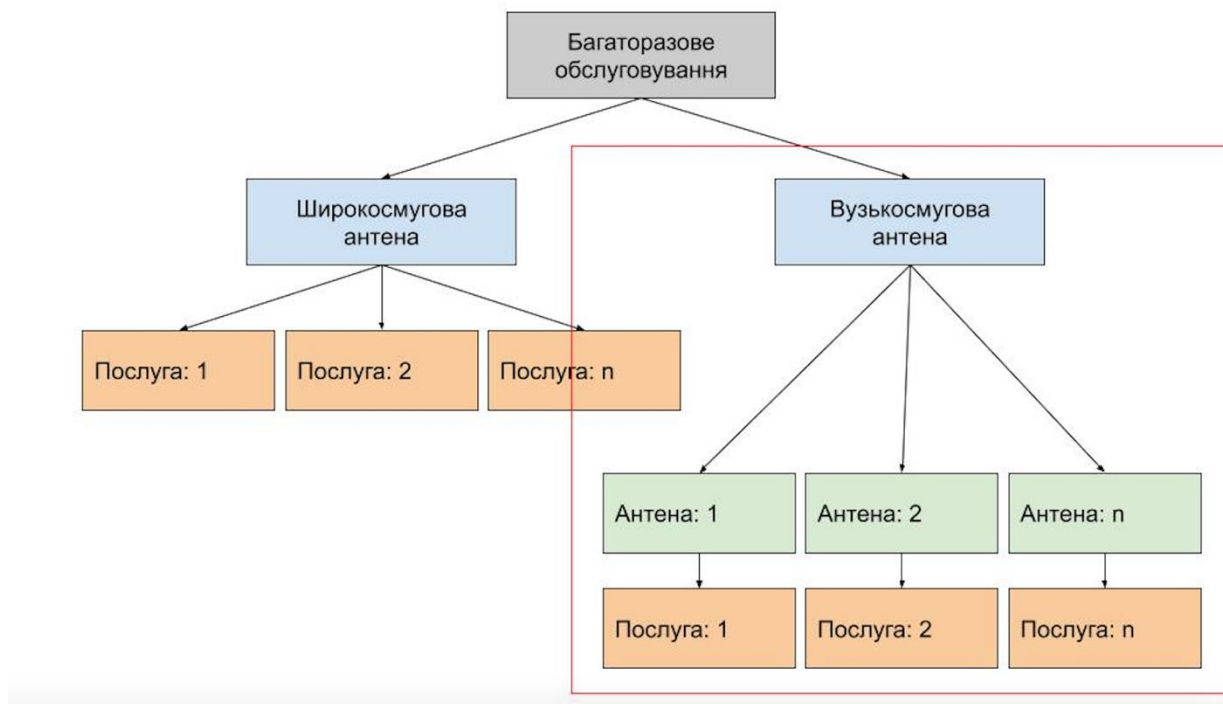 Багаторазове
обслуговування
Широкосмугова
антена
Вузькосмугова
антена
Послуга: 1
Послуга: 2
Послуга: n
Антена: 1
Антена: 2
Антена: n
Послуга: 1
Послуга: 2
Послуга: n